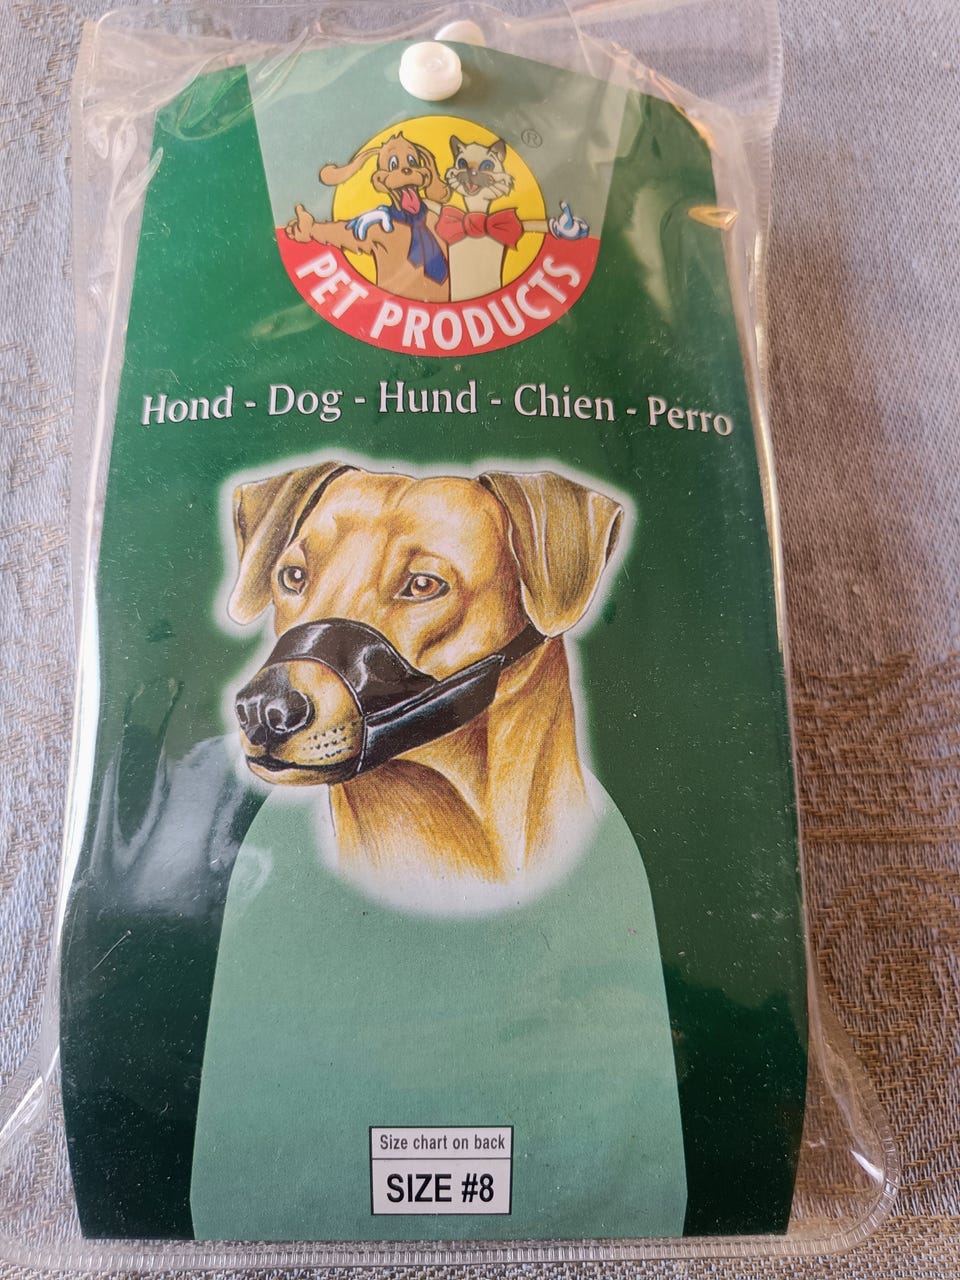 ®
PET PRODUCTS
Hond - Dog - Hund - Chien - Perro
Size chart on back
SIZE #8